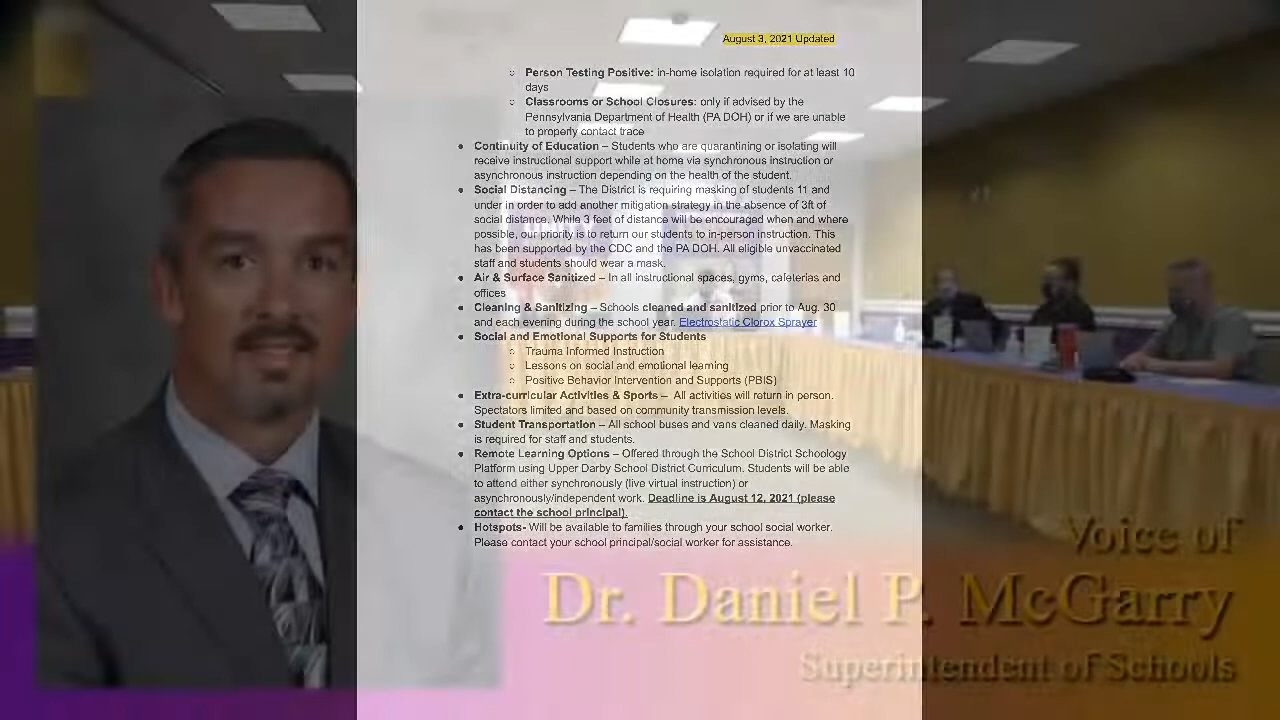 August 3, 2021 Updated
○ Person Testing Positive: in-home isolation required for at least 10
days
○ Classrooms or School Closures: only if advised by the
Pennsylvania Department of Health (PA DOH) or if we are unable
to properly contact trace
● Continuity of Education – Students who are quarantining or isolating will
receive instructional support while at home via synchronous instruction or
asynchronous instruction depending on the health of the student.
● Social Distancing – The District is requiring masking of students 11 and
under in order to add another mitigation strategy in the absence of 3ft of
social distance. While 3 feet of distance will be encouraged when and where
possible, our priority is to return our students to in-person instruction. This
has been supported by the CDC and the PA DOH. All eligible unvaccinated
staff and students should wear a mask.
● Air & Surface Sanitized – In all instructional spaces, gyms, cafeterias and
offices
● Cleaning & Sanitizing – Schools cleaned and sanitized prior to Aug. 30
and each evening during the school year. Electrostatic Clorox Sprayer
● Social and Emotional Supports for Students
○ Trauma Informed Instruction
○ Lessons on social and emotional learning
○ Positive Behavior Intervention and Supports (PBIS)
● Extra-curricular Activities & Sports – All activities will return in person.
Spectators limited and based on community transmission levels.
● Student Transportation – All school buses and vans cleaned daily. Masking
is required for staff and students.
● Remote Learning Options – Offered through the School District Schoology
Platform using Upper Darby School District Curriculum. Students will be able
to attend either synchronously (live virtual instruction) or
asynchronously/independent work. Deadline is August 12, 2021 (please
contact the school principal).
● Hotspots- Will be available to families through your school social worker.
Please contact your school principal/social worker for assistance.
Voice of
Dr. Daniel P. McGarry
Superintendent of Schools